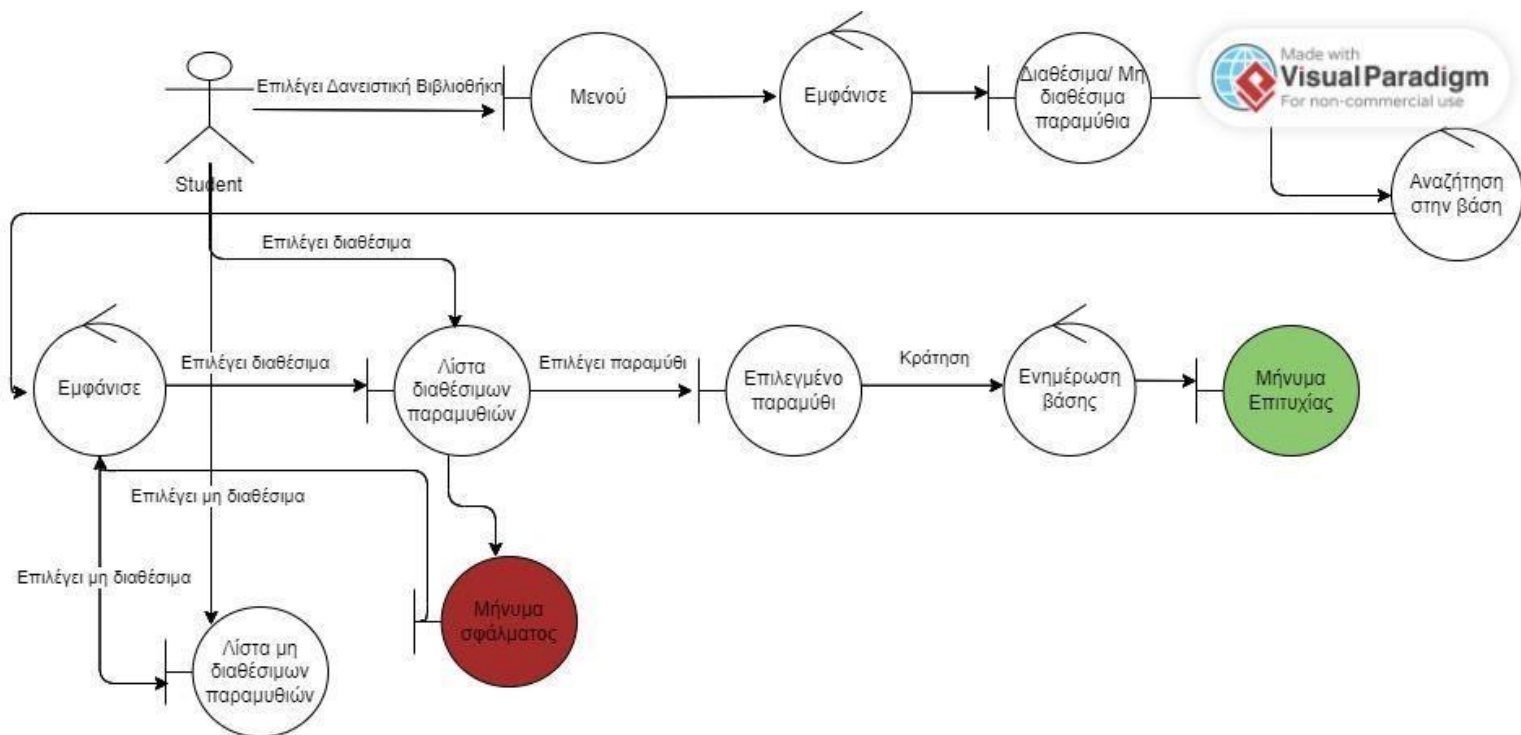 Made with
Visual Paradigm
For non-commercial use
Επιλέγει Δανειστική Βιβλιοθήκη
Μενού
Εμφάνισε
Διαθέσιμα/ Μη
διαθέσιμα
παραμύθια
Student
Αναζήτηση
στην βάση
Επιλέγει διαθέσιμα
Εμφάνισε
Επιλέγει διαθέσιμα
Λίστα
διαθέσιμων
παραμυθιών
Επιλέγει παραμύθι
Επιλεγμένο
παραμύθι
Κράτηση
Ενημέρωση
βάσης
Μήνυμα
Επιτυχίας
Επιλέγει μη διαθέσιμα
Επιλέγει μη διαθέσιμα
Μήνυμα
σφάλματος
Λίστα μη
διαθέσιμων
παραμυθιών